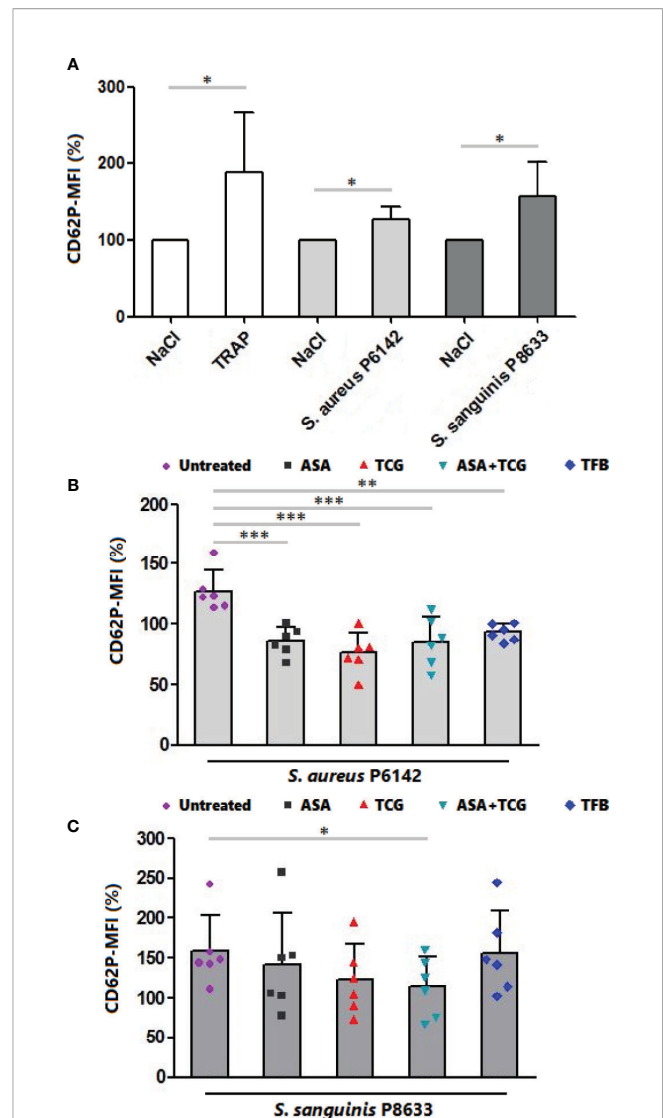 A
CD62P-MFI (%)
300
200
100
0
*
*
*
NaCl
TRAP
NaCl
S. aureus P6142
NaCl
S. sanguinis P8633
Untreated ASA TCG ASA+TCG TFB
B
CD62P-MFI (%)
200
150
100
50
0
**
***
***
***
S. aureus P6142
Untreated ASA TCG ASA+TCG TFB
C
CD62P-MFI (%)
300
250
200
150
100
50
0
*
S. sanguinis P8633